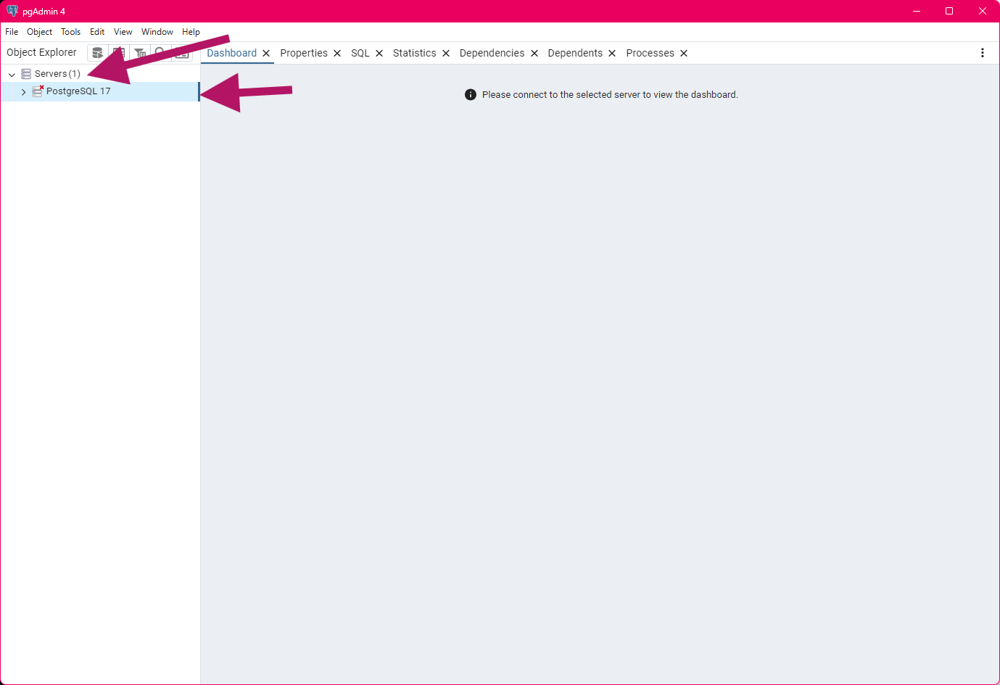 pgAdmin 4
File Object Tools Edit View Window Help
Object Explorer
Dashboard Properties SQL Statistics Dependencies Dependents Processes
Servers (1)
PostgreSQL 17
Please connect to the selected server to view the dashboard.